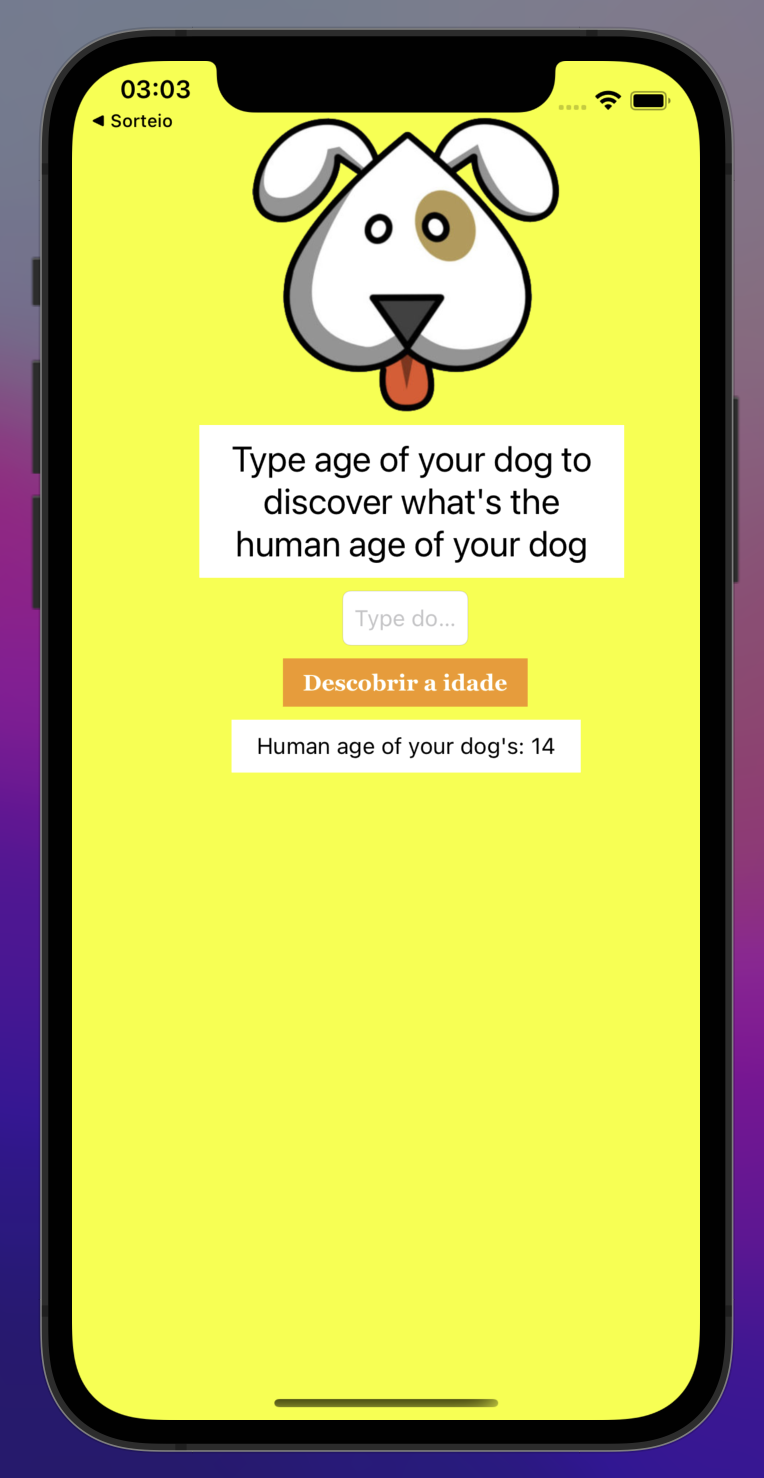 03:03
◀ Sorteio
Type age of your dog to
discover what's the
human age of your dog
Type do...
Descobrir a idade
Human age of your dog's: 14